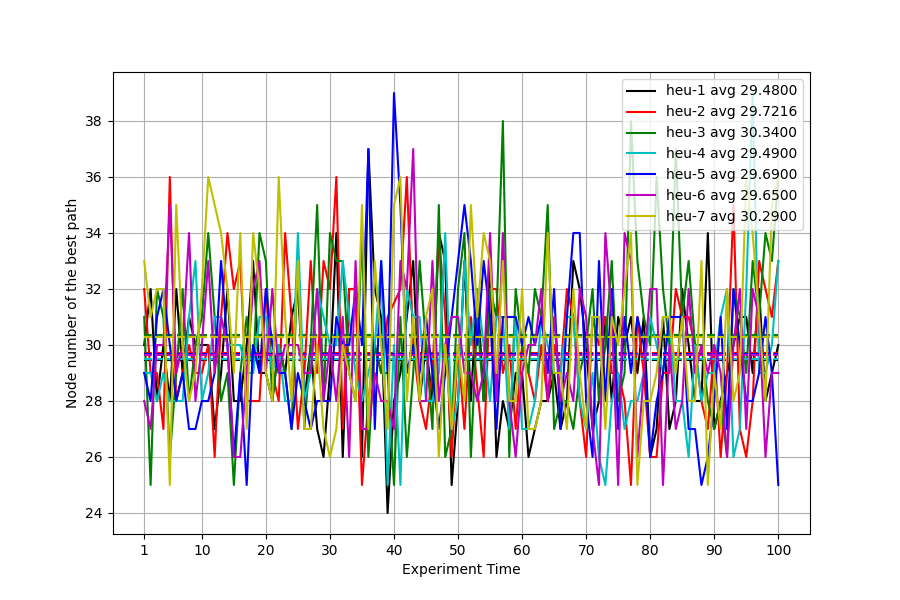 heu-1 avg 29.4800
heu-2 avg 29.7216
heu-3 avg 30.3400
heu-4 avg 29.4900
heu-5 avg 29.6900
heu-6 avg 29.6500
heu-7 avg 30.2900
Node number of the best path
38
36
34
32
30
28
26
24
1 10 20 30 40 50 60 70 80 90 100
Experiment Time